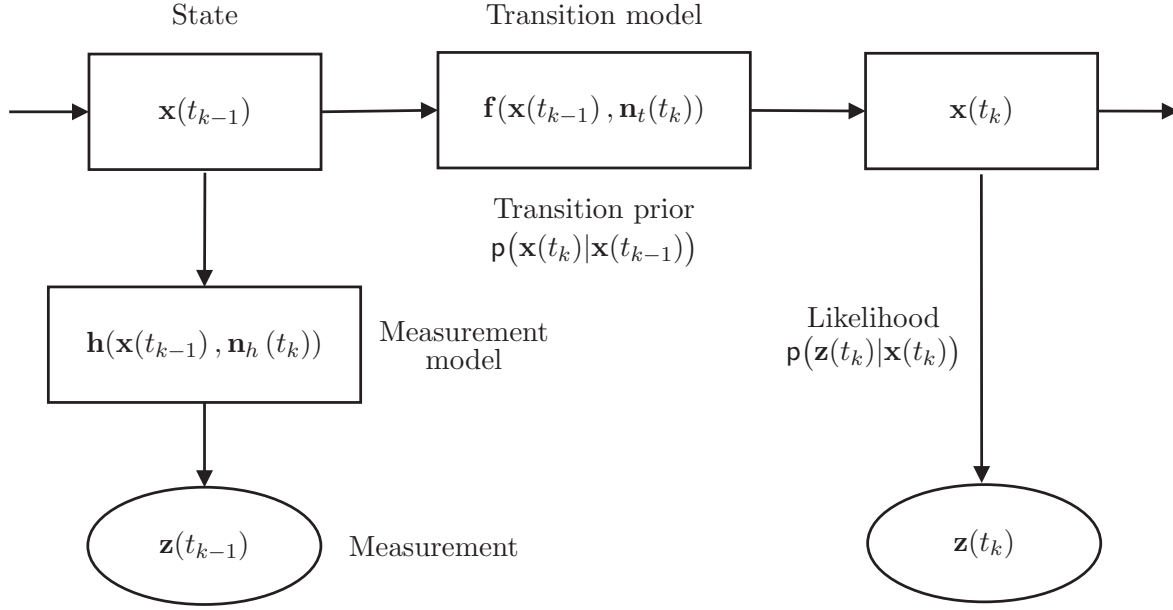 State
Transition model
x(t_{k−1})
f(x(t_{k−1}) , n_t(t_k))
x(t_k)
Transition prior
p(x(t_k)|x(t_{k−1}))
h(x(t_{k−1}) , n_h (t_k))
Measurement
model
Likelihood
p(z(t_k)|x(t_k))
z(t_{k−1})
Measurement
z(t_k)